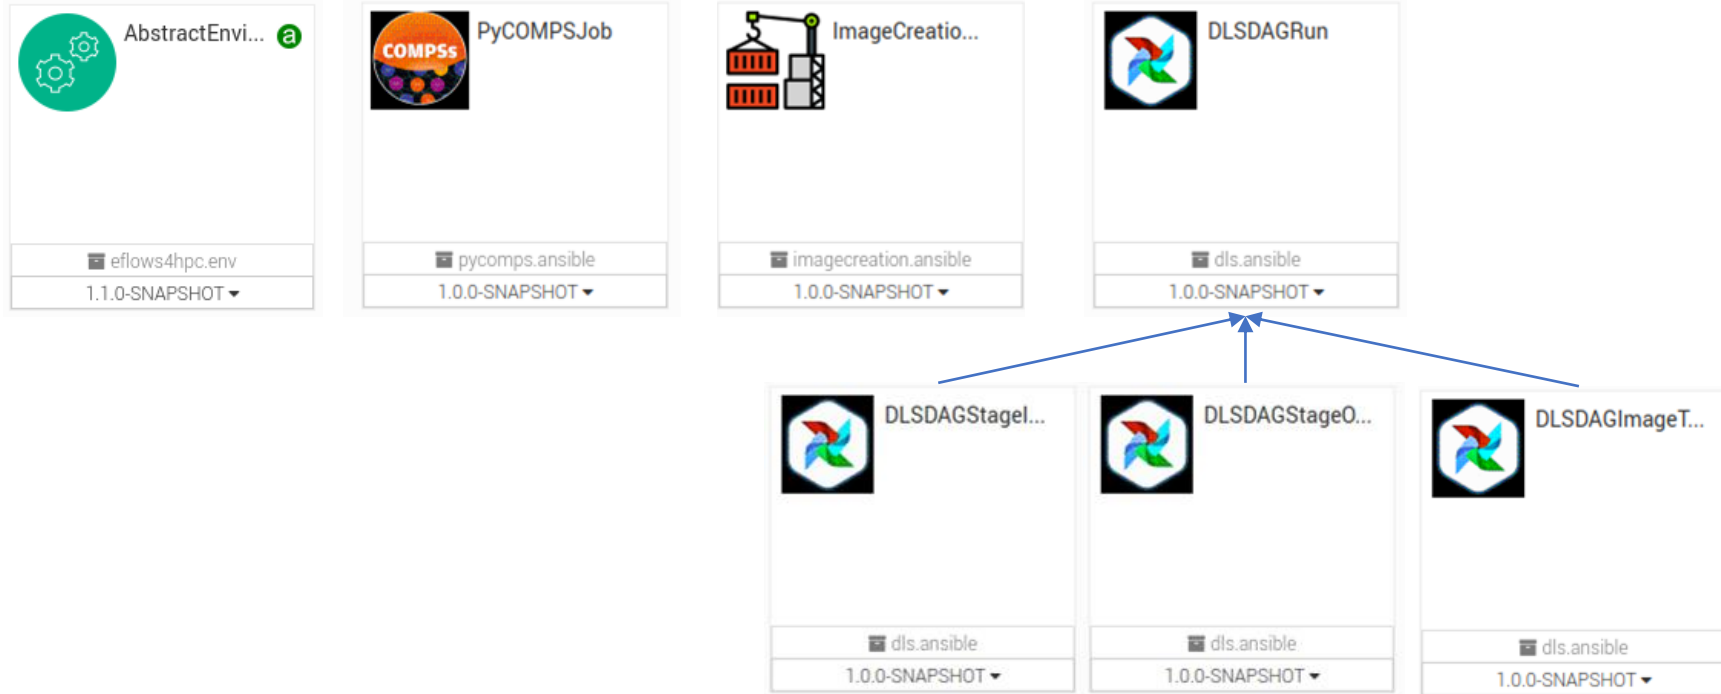 AbstractEnvi... a
eflows4hpc.env
1.1.0-SNAPSHOT
COMPSs
PyCOMPSJob
pycomps.ansible
1.0.0-SNAPSHOT
ImageCreatio...
imagecreation.ansible
1.0.0-SNAPSHOT
DLSDAGRun
dls.ansible
1.0.0-SNAPSHOT
DLSDAGStageI...
dls.ansible
1.0.0-SNAPSHOT
DLSDAGStageO...
dls.ansible
1.0.0-SNAPSHOT
DLSDAGImageT...
dls.ansible
1.0.0-SNAPSHOT